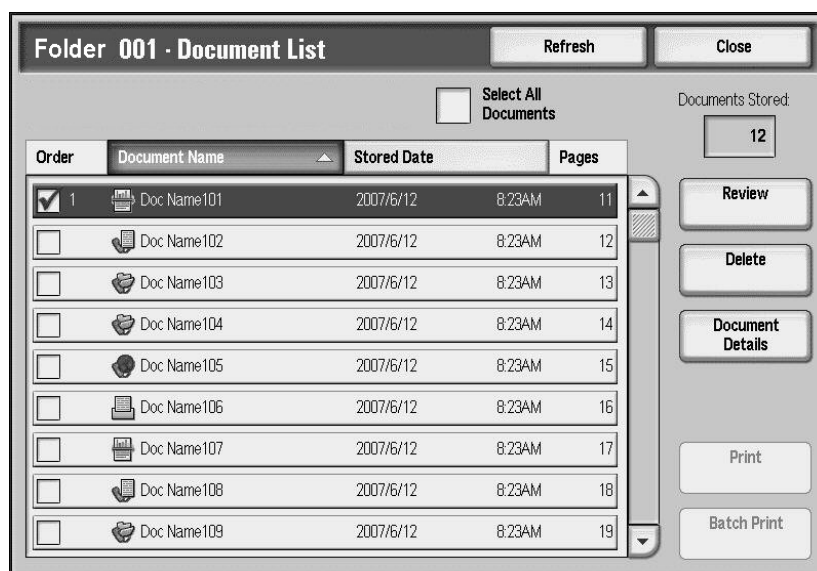 Folder 001 - Document List Refresh Close
Select All
Documents
Documents Stored:
12
Order Document Name Stored Date Pages
1 Doc Name101 2007/6/12 8:23AM 11
Doc Name102 2007/6/12 8:23AM 12
Doc Name103 2007/6/12 8:23AM 13
Doc Name104 2007/6/12 8:23AM 14
Doc Name105 2007/6/12 8:23AM 15
Doc Name106 2007/6/12 8:23AM 16
Doc Name107 2007/6/12 8:23AM 17
Doc Name108 2007/6/12 8:23AM 18
Doc Name109 2007/6/12 8:23AM 19
Review
Delete
Document
Details
Print
Batch Print